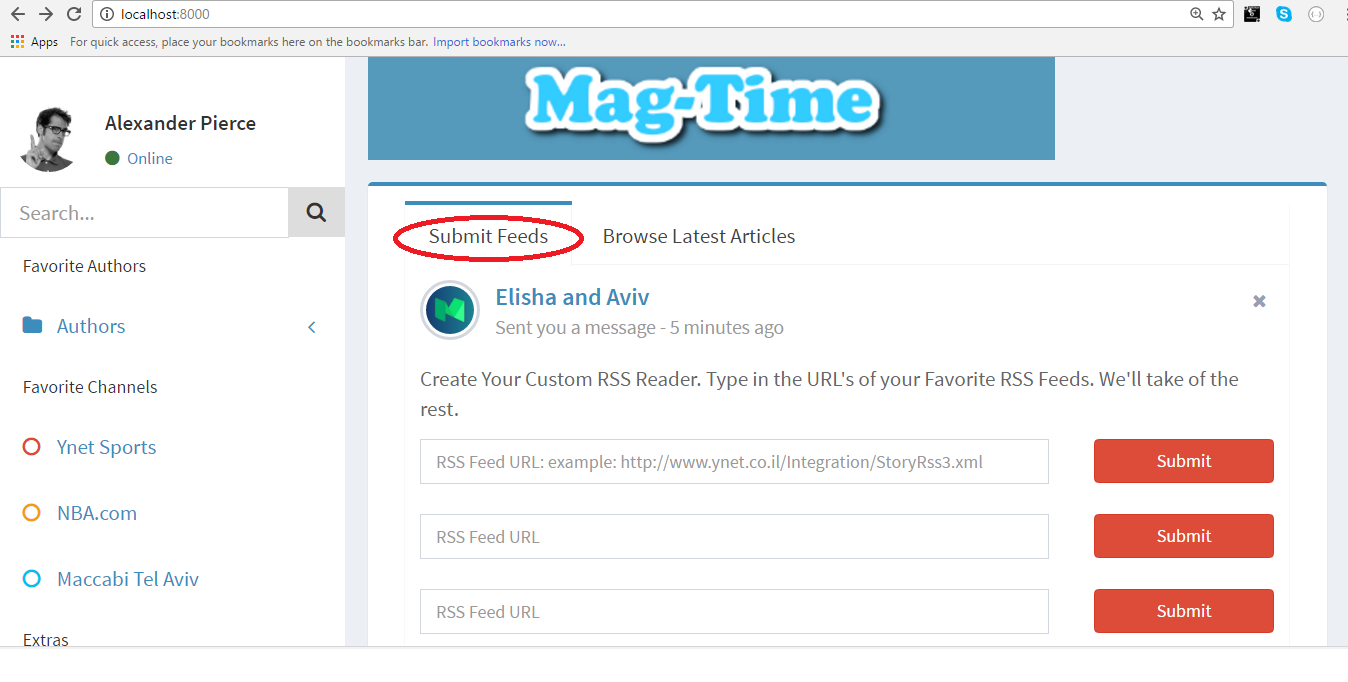 localhost:8000
Apps For quick access, place your bookmarks here on the bookmarks bar. Import bookmarks now...
Mag-Time
Alexander Pierce
Online
Search...
Favorite Authors
Authors
Favorite Channels
Ynet Sports
NBA.com
Maccabi Tel Aviv
Extras
Submit Feeds
Browse Latest Articles
Elisha and Aviv
Sent you a message - 5 minutes ago
Create Your Custom RSS Reader. Type in the URL's of your Favorite RSS Feeds. We'll take of the
rest.
RSS Feed URL: example: http://www.ynet.co.il/Integration/StoryRss3.xml
Submit
RSS Feed URL
Submit
RSS Feed URL
Submit